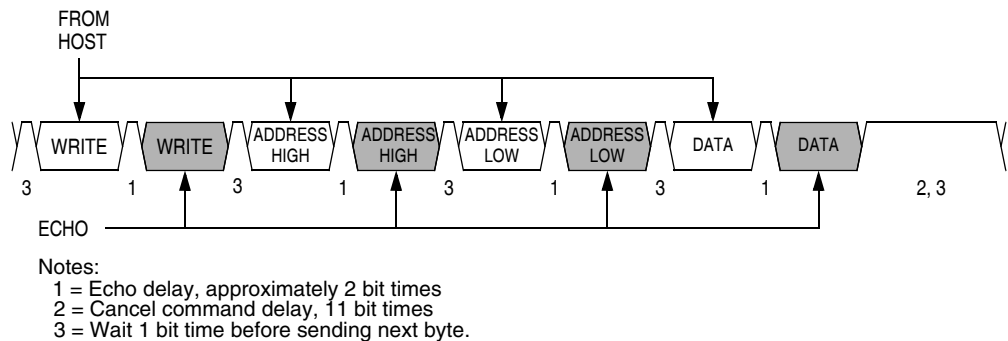 FROM
HOST
WRITE WRITE ADDRESS HIGH ADDRESS HIGH ADDRESS LOW ADDRESS LOW DATA DATA
3 1 3 1 3 1 3 1 2, 3
ECHO
Notes:
1 = Echo delay, approximately 2 bit times
2 = Cancel command delay, 11 bit times
3 = Wait 1 bit time before sending next byte.